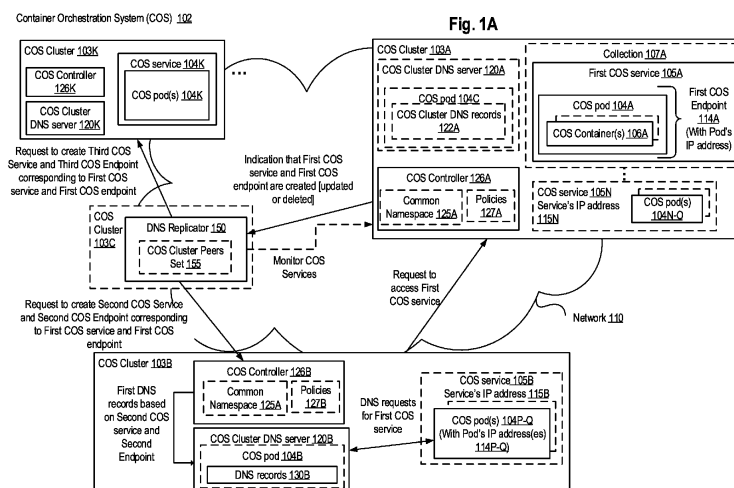 Container Orchestration System (COS) 102
Fig. 1A
COS Cluster 103K
COS Controller
126K
COS Cluster
DNS server 120K
COS service 104K
COS pod(s) 104K
...
COS Cluster 103A
COS Cluster DNS server 120A
COS pod 104C
COS Cluster DNS records
122A
Collection 107A
First COS service 105A
COS pod 104A
COS Container(s) 106A
First COS
Endpoint
114A
(With Pod's
IP address)
COS Controller 126A
Common
Namespace 125A
Policies
127A
COS service 105N
Service's IP address
115N
COS pod(s)
104N-Q
Request to create Third COS
Service and Third COS Endpoint
corresponding to First COS
service and First COS endpoint
Indication that First COS
service and First COS
endpoint are created [updated
or deleted]
COS
Cluster
103C
DNS Replicator 150
COS Cluster Peers
Set 155
Monitor COS
Services
Request to create Second COS Service
and Second COS Endpoint corresponding
to First COS service and First COS
endpoint
Request to
access First
COS service
Network 110
COS Cluster 103B
COS Controller
126B
Common
Namespace 125A
Policies
127B
First DNS
records based
on Second COS
service and
Second
Endpoint
COS Cluster DNS server 120B
COS pod 104B
DNS records 130B
DNS requests
for First COS
service
COS service 105B
Service's IP address 115B
COS pod(s) 104P-Q
(With Pod's IP address(es)
114P-Q)